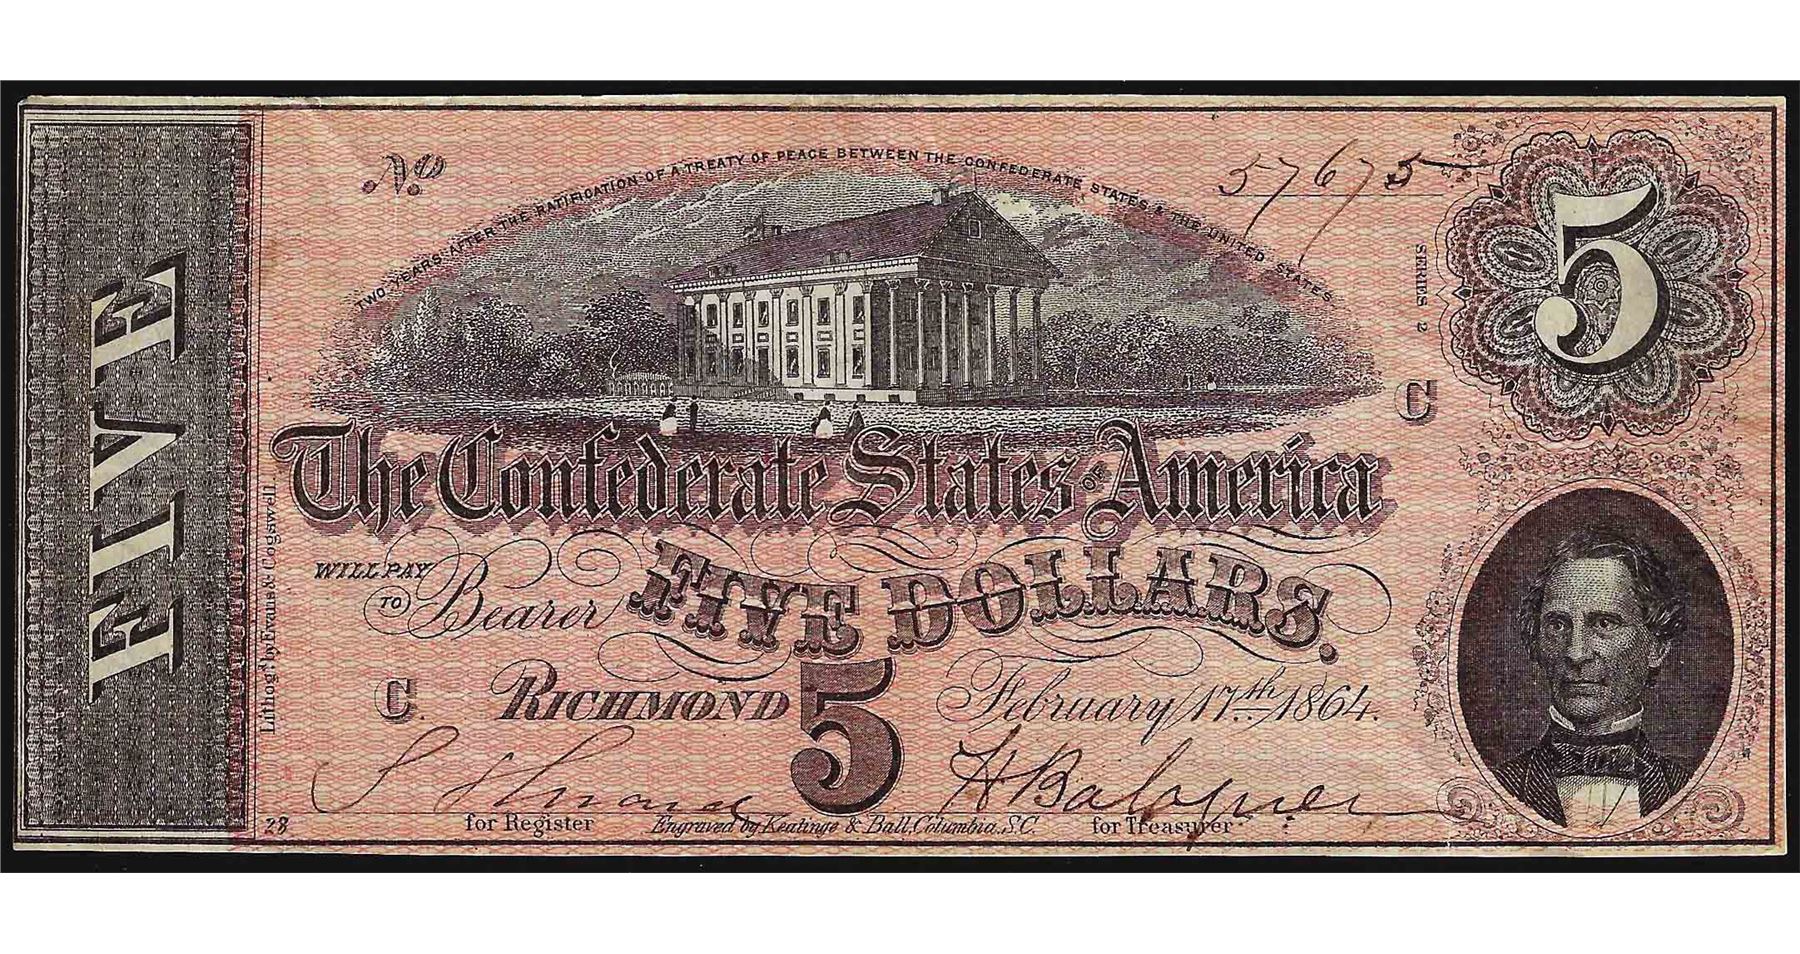 FIVE
No
57675
TWO YEARS AFTER THE RATIFICATION OF A TREATY OF PEACE BETWEEN THE CONFEDERATE STATES & THE UNITED STATES
5
SERIES 2
C
The Confederate States OF America
WILL PAY
TO Bearer FIVE DOLLARS.
C. RICHMOND 5 February 17th 1864.
Lithog'd by Evans & Cogswell.
28
for Register
Engraved by Keatinge & Ball, Columbia, S.C.
for Treasurer